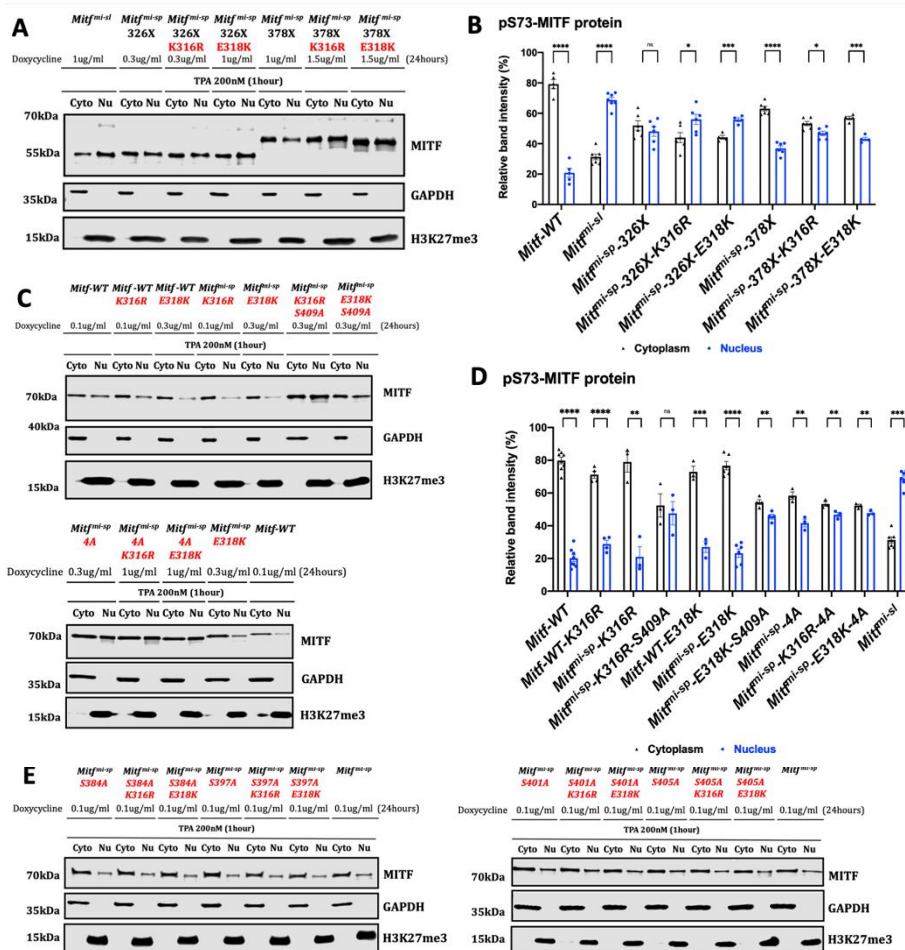 A
Mitf^mi-sl Mitf^mi-sp 326X Mitf^mi-sp 326X K316R Mitf^mi-sp 326X E318K Mitf^mi-sp 378X Mitf^mi-sp 378X K316R Mitf^mi-sp 378X E318K
Doxycycline 1ug/ml 0.3ug/ml 0.3ug/ml 1ug/ml 1ug/ml 1.5ug/ml 1.5ug/ml (24hours)
TPA 200nM (1hour)
Cyto Nu Cyto Nu Cyto Nu Cyto Nu Cyto Nu Cyto Nu Cyto Nu
70kDa
MITF
55kDa
GAPDH
35kDa
15kDa
H3K27me3
B
pS73-MITF protein
**** **** ns * *** **** * ***
Relative band intensity (%)
100
80
60
40
20
0
Mitf-WT
Mitf^mi-sl
Mitf^mi-sp-326X
Mitf^mi-sp-326X-K316R
Mitf^mi-sp-326X-E318K
Mitf^mi-sp-378X
Mitf^mi-sp-378X-K316R
Mitf^mi-sp-378X-E318K
Cytoplasm Nucleus
C
Mitf-WT Mitf-WT K316R Mitf-WT E318K Mitf^mi-sp K316R Mitf^mi-sp E318K Mitf^mi-sp K316R S409A Mitf^mi-sp E318K S409A
Doxycycline 0.1ug/ml 0.1ug/ml 0.3ug/ml 0.1ug/ml 0.3ug/ml 0.3ug/ml 0.3ug/ml (24hours)
TPA 200nM (1hour)
Cyto Nu Cyto Nu Cyto Nu Cyto Nu Cyto Nu Cyto Nu Cyto Nu
70kDa
MITF
40kDa
GAPDH
15kDa
H3K27me3
Mitf^mi-sp 4A Mitf^mi-sp 4A K316R Mitf^mi-sp 4A E318K Mitf^mi-sp E318K Mitf-WT
Doxycycline 0.3ug/ml 1ug/ml 1ug/ml 0.3ug/ml 0.1ug/ml (24hours)
TPA 200nM (1hour)
Cyto Nu Cyto Nu Cyto Nu Cyto Nu Cyto Nu
70kDa
MITF
35kDa
GAPDH
15kDa
H3K27me3
D
pS73-MITF protein
**** **** ** ns *** **** ** ** ** **
Relative band intensity (%)
100
80
60
40
20
0
Mitf-WT
Mitf-WT-K316R
Mitf^mi-sp-K316R
Mitf^mi-sp-K316R-S409A
Mitf-WT-E318K
Mitf^mi-sp-E318K
Mitf^mi-sp-E318K-S409A
Mitf^mi-sp-4A
Mitf^mi-sp-K316R-4A
Mitf^mi-sp-E318K-4A
Mitf^mi-sl
Cytoplasm Nucleus
E
Mitf^mi-sp S384A Mitf^mi-sp S384A K316R Mitf^mi-sp S384A E318K Mitf^mi-sp S397A Mitf^mi-sp S397A K316R Mitf^mi-sp S397A E318K Mitf^mi-sp
Doxycycline 0.1ug/ml 0.1ug/ml 0.1ug/ml 0.1ug/ml 0.1ug/ml 0.1ug/ml 0.1ug/ml (24hours)
TPA 200nM (1hour)
Cyto Nu Cyto Nu Cyto Nu Cyto Nu Cyto Nu Cyto Nu Cyto Nu
70kDa
MITF
35kDa
GAPDH
15kDa
H3K27me3
Mitf^mi-sp S401A Mitf^mi-sp S401A K316R Mitf^mi-sp S401A E318K Mitf^mi-sp S405A Mitf^mi-sp S405A K316R Mitf^mi-sp S405A E318K Mitf^mi-sp
Doxycycline 0.1ug/ml 0.1ug/ml 0.1ug/ml 0.1ug/ml 0.1ug/ml 0.1ug/ml 0.1ug/ml (24hours)
TPA 200nM (1hour)
Cyto Nu Cyto Nu Cyto Nu Cyto Nu Cyto Nu Cyto Nu Cyto Nu
70kDa
MITF
35kDa
GAPDH
15kDa
H3K27me3